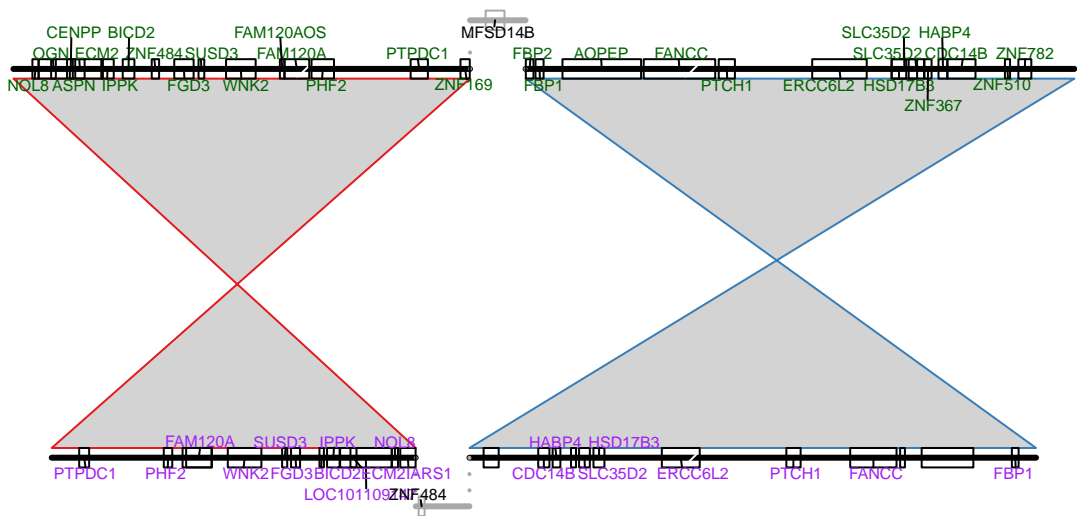 CENPP BICD2 FAM120AOS MFSD14B SLC35D2 HABP4
OGN ECM2 ZNF484 SUSD3 FAM120A PTPDC1 FBP2 AOPEP FANCC SLC35D2 CDC14B ZNF782
NOL8 ASPN IPPK FGD3 WNK2 PHF2 ZNF169 FBP1 PTCH1 ERCC6L2 HSD17B3 ZNF510
ZNF367
FAM120A SUSD3 IPPK NOL8 HABP4 HSD17B3
PTPDC1 PHF2 WNK2 FGD3 BICD2 ECM2 IARS1 CDC14B SLC35D2 ERCC6L2 PTCH1 FANCC FBP1
ZNF484